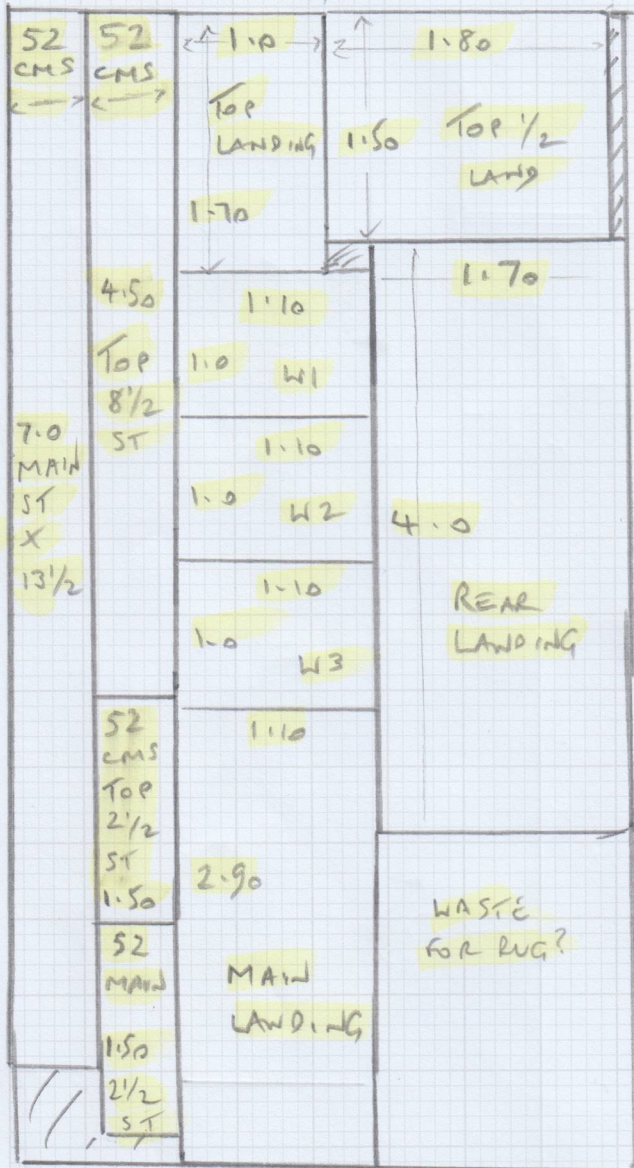 52
CMS
52
CMS
1.0
TOP
LANDING
1.70
1.80
1.50
TOP 1/2
LAND
4.50
TOP
8 1/2
ST
7.0
MAIN
ST
X
13 1/2
1.10
1.0
W1
1.10
1.0
W2
1.10
1.0
W3
1.70
4.0
REAR
LANDING
52
CMS
TOP
2 1/2
ST
1.50
52
MAIN
1.50
2 1/2
ST
1.10
2.90
MAIN
LANDING
WASTE
FOR RUG?